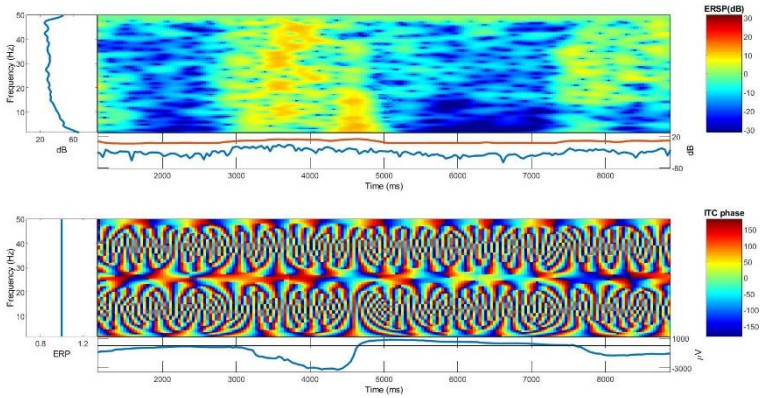 ERSP(dB)
50
40
30
20
10
Frequency (Hz)
30
20
10
0
-10
-20
-30
20 60
dB
20
-80
dB
2000 3000 4000 5000 6000 7000 8000
Time (ms)
ITC phase
50
40
30
20
10
Frequency (Hz)
150
100
50
0
-50
-100
-150
0.8 1.2
ERP
1000
-3000
μV
2000 3000 4000 5000 6000 7000 8000
Time (ms)